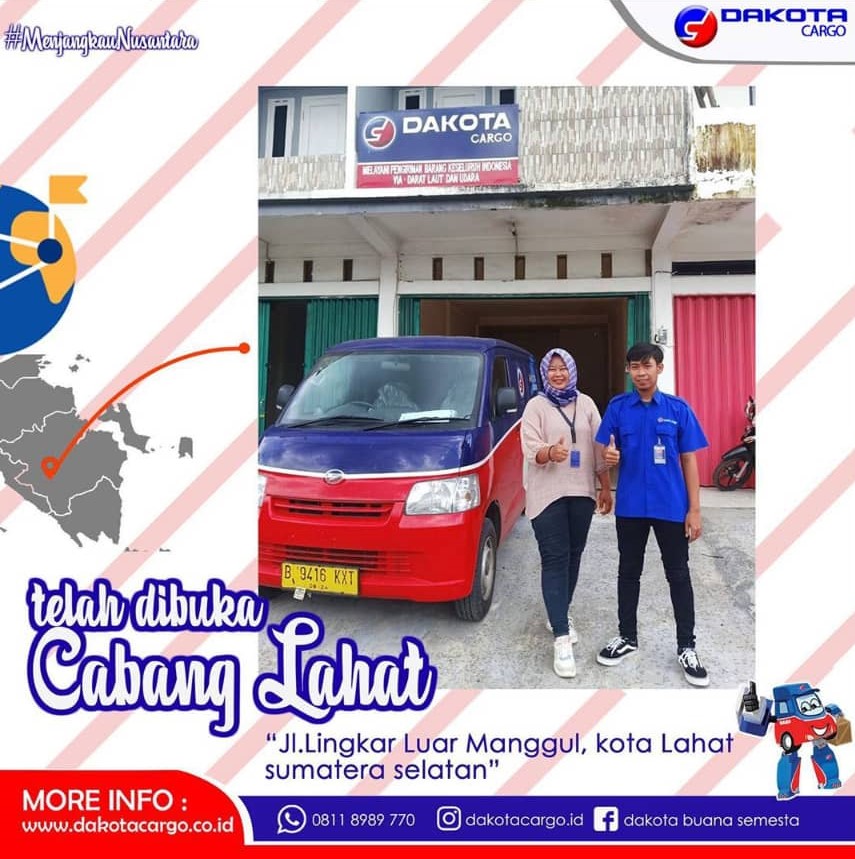 #MenjangkauNusantara
DAKOTA
CARGO
DAKOTA
CARGO
MELAYANI PENGIRIMAN BARANG KESELURUH INDONESIA
VIA - DARAT LAUT DAN UDARA
B 9416 KXT
telah dibuka
Cabang Lahat
“Jl.Lingkar Luar Manggul, kota Lahat
sumatera selatan”
MORE INFO :
www.dakotacargo.co.id
0811 8989 770
dakotacargo.id
dakota buana semesta